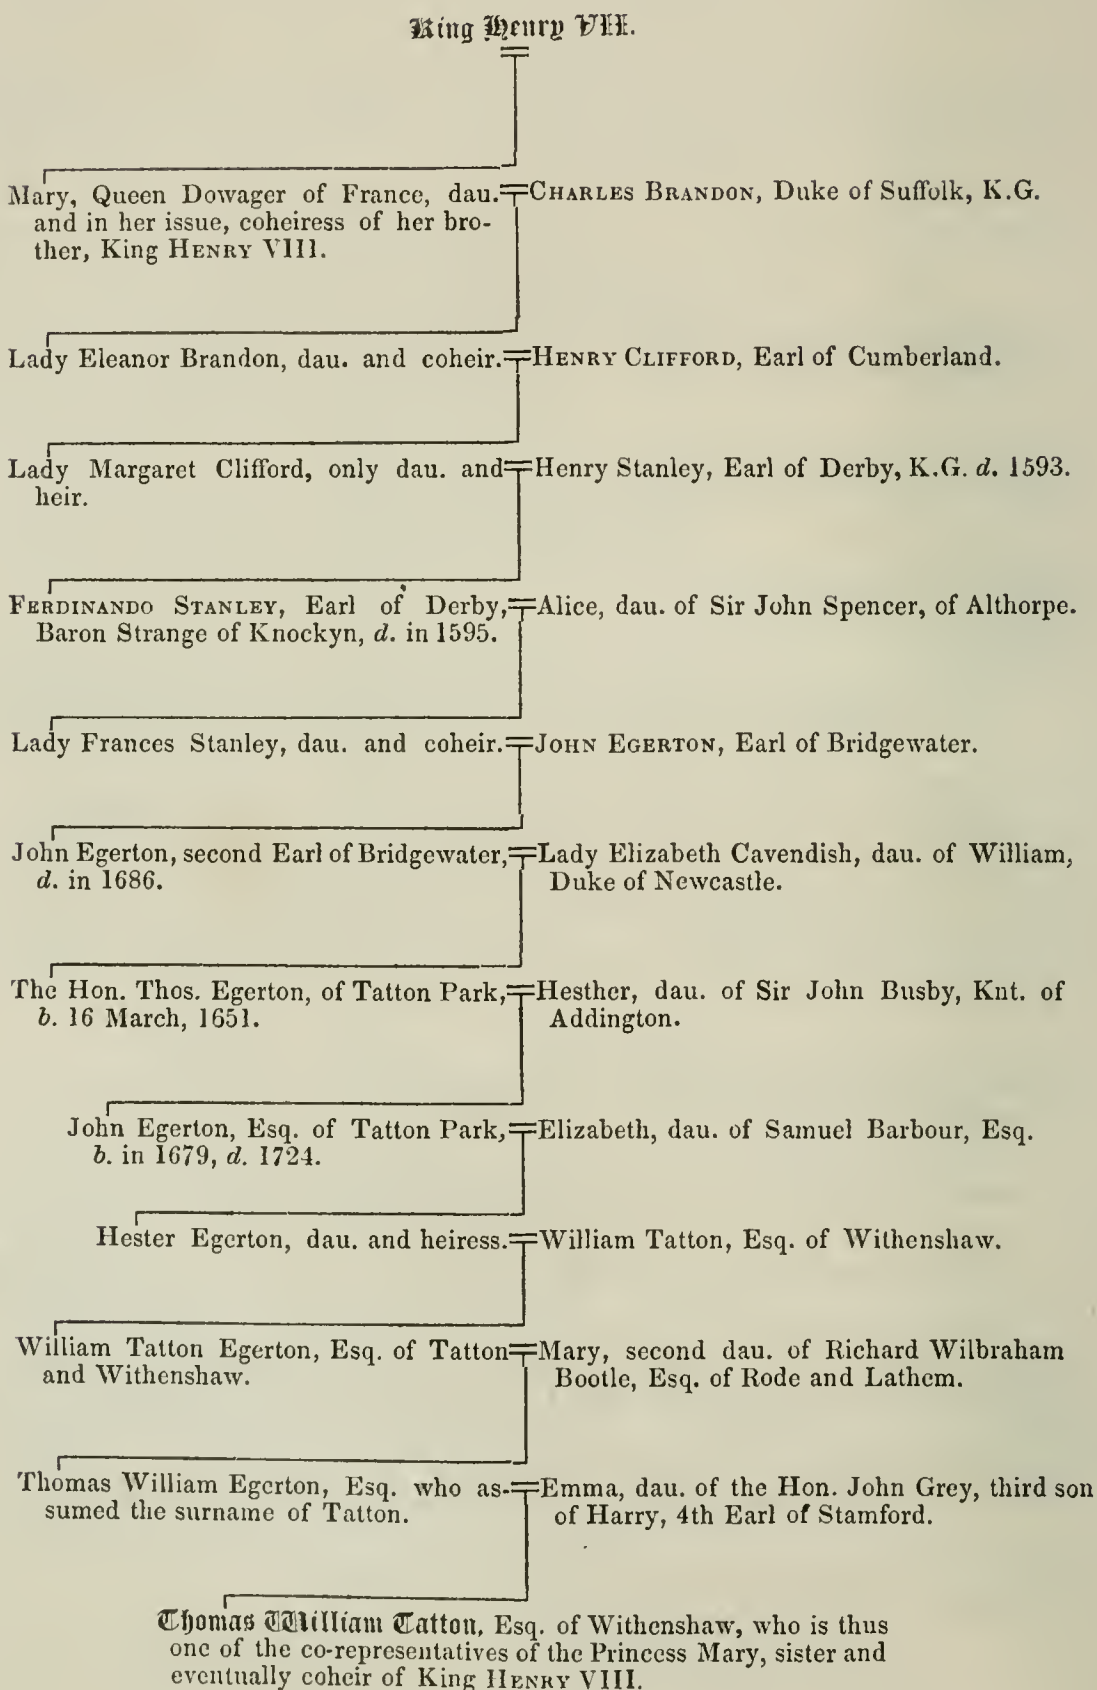 King Henry VII.
Mary, Queen Dowager of France, dau.
and in her issue, coheiress of her bro-
ther, King HENRY VIII.
CHARLES BRANDON, Duke of Suffolk, K.G.
Lady Eleanor Brandon, dau. and coheir.
HENRY CLIFFORD, Earl of Cumberland.
Lady Margaret Clifford, only dau. and
heir.
Henry Stanley, Earl of Derby, K.G. d. 1593.
FERDINANDO STANLEY, Earl of Derby,
Baron Strange of Knockyn, d. in 1595.
Alice, dau. of Sir John Spencer, of Althorpe.
Lady Frances Stanley, dau. and coheir.
JOHN EGERTON, Earl of Bridgewater.
John Egerton, second Earl of Bridgewater,
d. in 1686.
Lady Elizabeth Cavendish, dau. of William,
Duke of Newcastle.
The Hon. Thos. Egerton, of Tatton Park,
b. 16 March, 1651.
Hesther, dau. of Sir John Busby, Knt. of
Addington.
John Egerton, Esq. of Tatton Park,
b. in 1679, d. 1724.
Elizabeth, dau. of Samuel Barbour, Esq.
Hester Egerton, dau. and heiress.
William Tatton, Esq. of Withenshaw.
William Tatton Egerton, Esq. of Tatton
and Withenshaw.
Mary, second dau. of Richard Wilbraham
Bootle, Esq. of Rode and Lathem.
Thomas William Egerton, Esq. who as-
sumed the surname of Tatton.
Emma, dau. of the Hon. John Grey, third son
of Harry, 4th Earl of Stamford.
Thomas William Tatton, Esq. of Withenshaw, who is thus
one of the co-representatives of the Princess Mary, sister and
eventually coheir of King HENRY VIII.